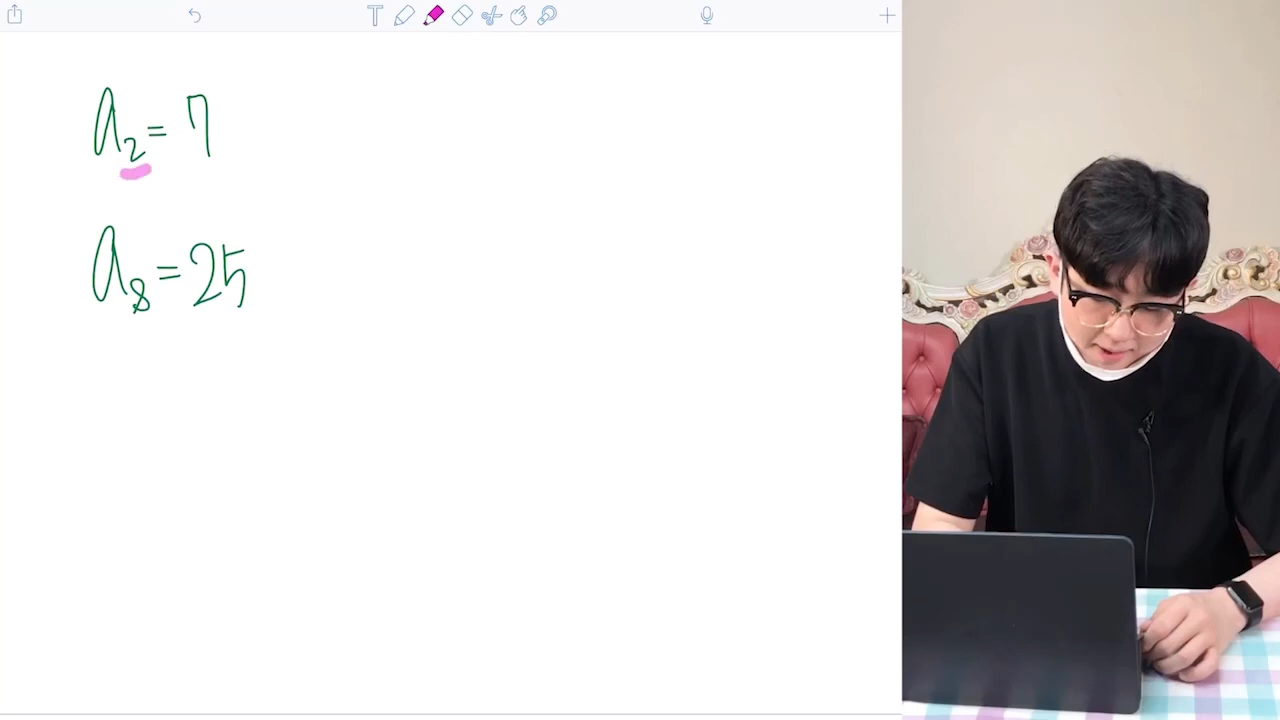 a₂ = 7
a₈ = 25